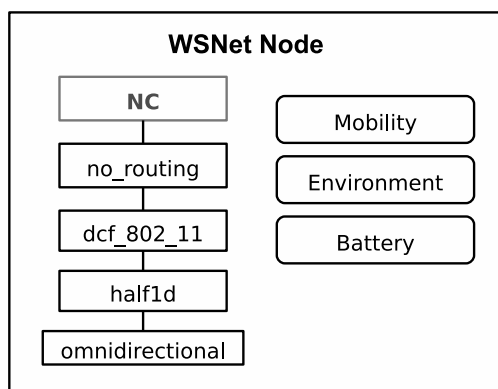 WSNet Node
NC
no_routing
dcf_802_11
half1d
omnidirectional
Mobility
Environment
Battery